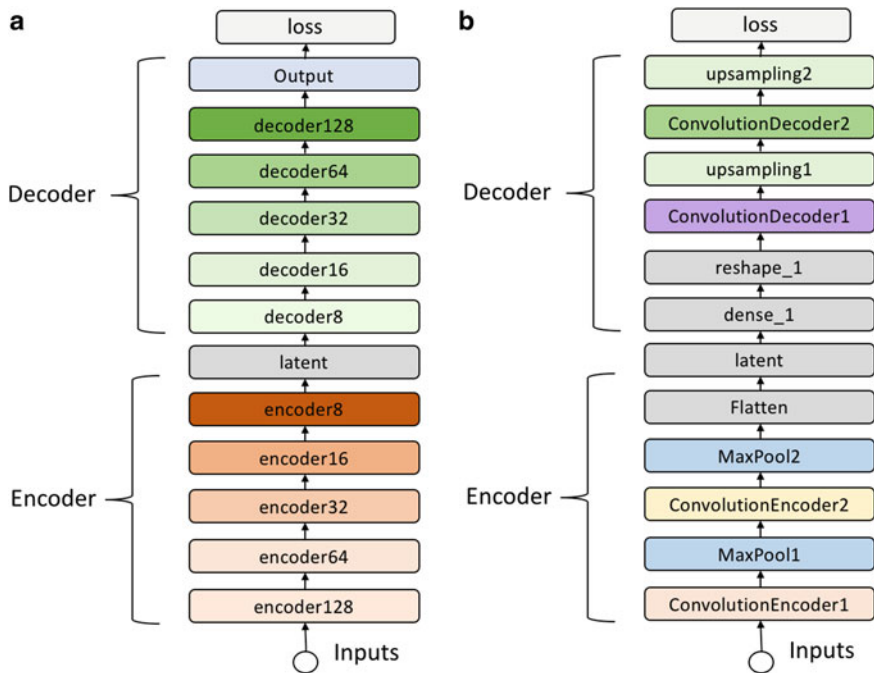 a
loss
Output
decoder128
decoder64
decoder32
decoder16
decoder8
Decoder
latent
encoder8
encoder16
encoder32
encoder64
encoder128
Encoder
Inputs
b
loss
upsampling2
ConvolutionDecoder2
upsampling1
ConvolutionDecoder1
reshape_1
dense_1
Decoder
latent
Flatten
MaxPool2
ConvolutionEncoder2
MaxPool1
ConvolutionEncoder1
Encoder
Inputs